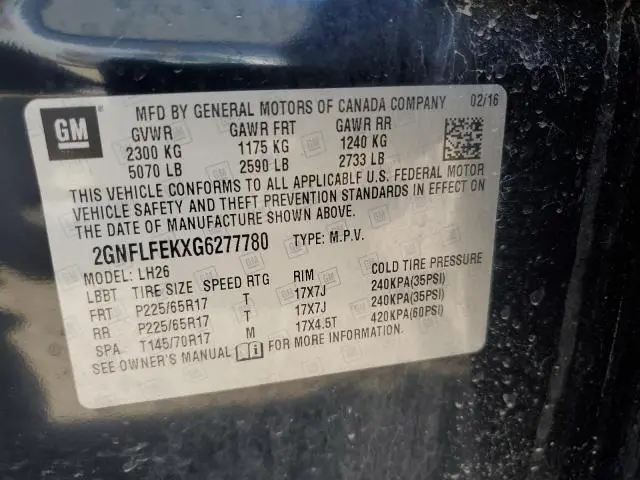 GM
MFD BY GENERAL MOTORS OF CANADA COMPANY 02/16
GVWR GAWR FRT GAWR RR
2300 KG 1175 KG 1240 KG
5070 LB 2590 LB 2733 LB
THIS VEHICLE CONFORMS TO ALL APPLICABLF U.S. FEDERAL MOTOR
VEHICLE SAFETY AND THEFT PREVENTION STANDARDS IN EFFECT ON
THE DATE OF MANUFACTURE SHOWN ABOVE.
2GNFLFEKXG6277780 TYPE: M.P.V.
MODEL: LH26
LBBT TIRE SIZE SPEED RTG RIM COLD TIRE PRESSURE
FRT P225/65R17 T 17X7J 240KPA(35PSI)
RR P225/65R17 T 17X7J 240KPA(35PSI)
SPA T145/70R17 M 17X4.5T 420KPA(60PSI)
SEE OWNER'S MANUAL FOR MORE INFORMATION.